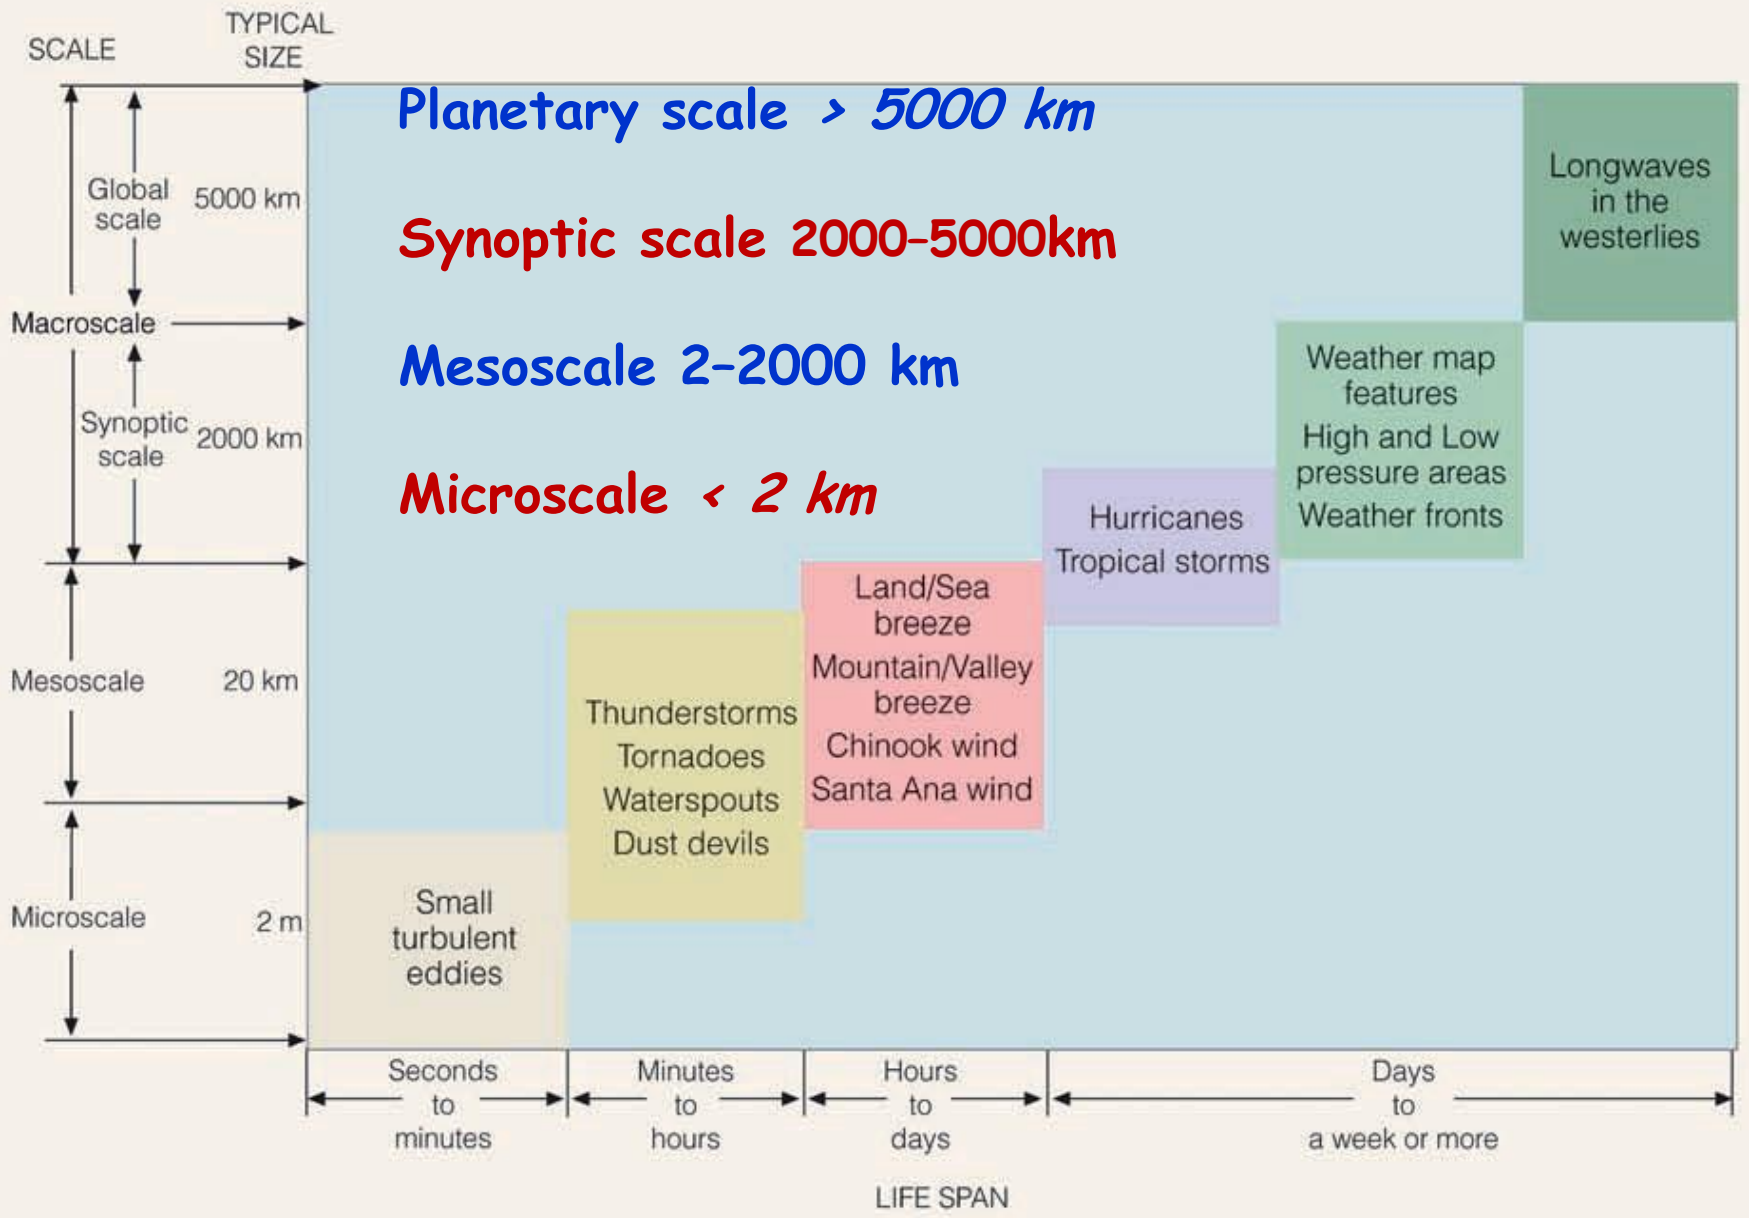 SCALE
TYPICAL
SIZE
Planetary scale > 5000 km
Synoptic scale 2000-5000km
Mesoscale 2-2000 km
Microscale < 2 km
Global
scale
5000 km
Macroscale
Synoptic
scale
2000 km
Mesoscale
20 km
Microscale
2 m
Longwaves
in the
westerlies
Weather map
features
High and Low
pressure areas
Weather fronts
Hurricanes
Tropical storms
Land/Sea
breeze
Mountain/Valley
breeze
Chinook wind
Santa Ana wind
Thunderstorms
Tornadoes
Waterspouts
Dust devils
Small
turbulent
eddies
Seconds
to
minutes
Minutes
to
hours
Hours
to
days
Days
to
a week or more
LIFE SPAN